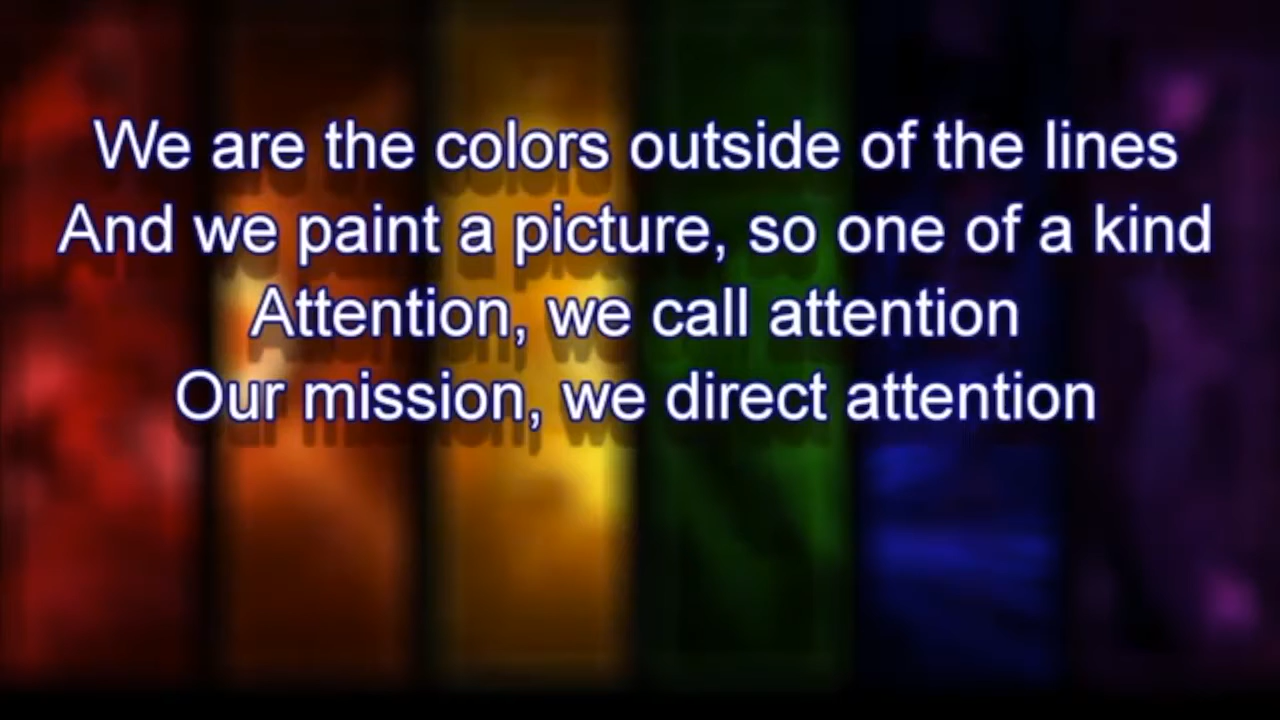 We are the colors outside of the lines
And we paint a picture, so one of a kind
Attention, we call attention
Our mission, we direct attention